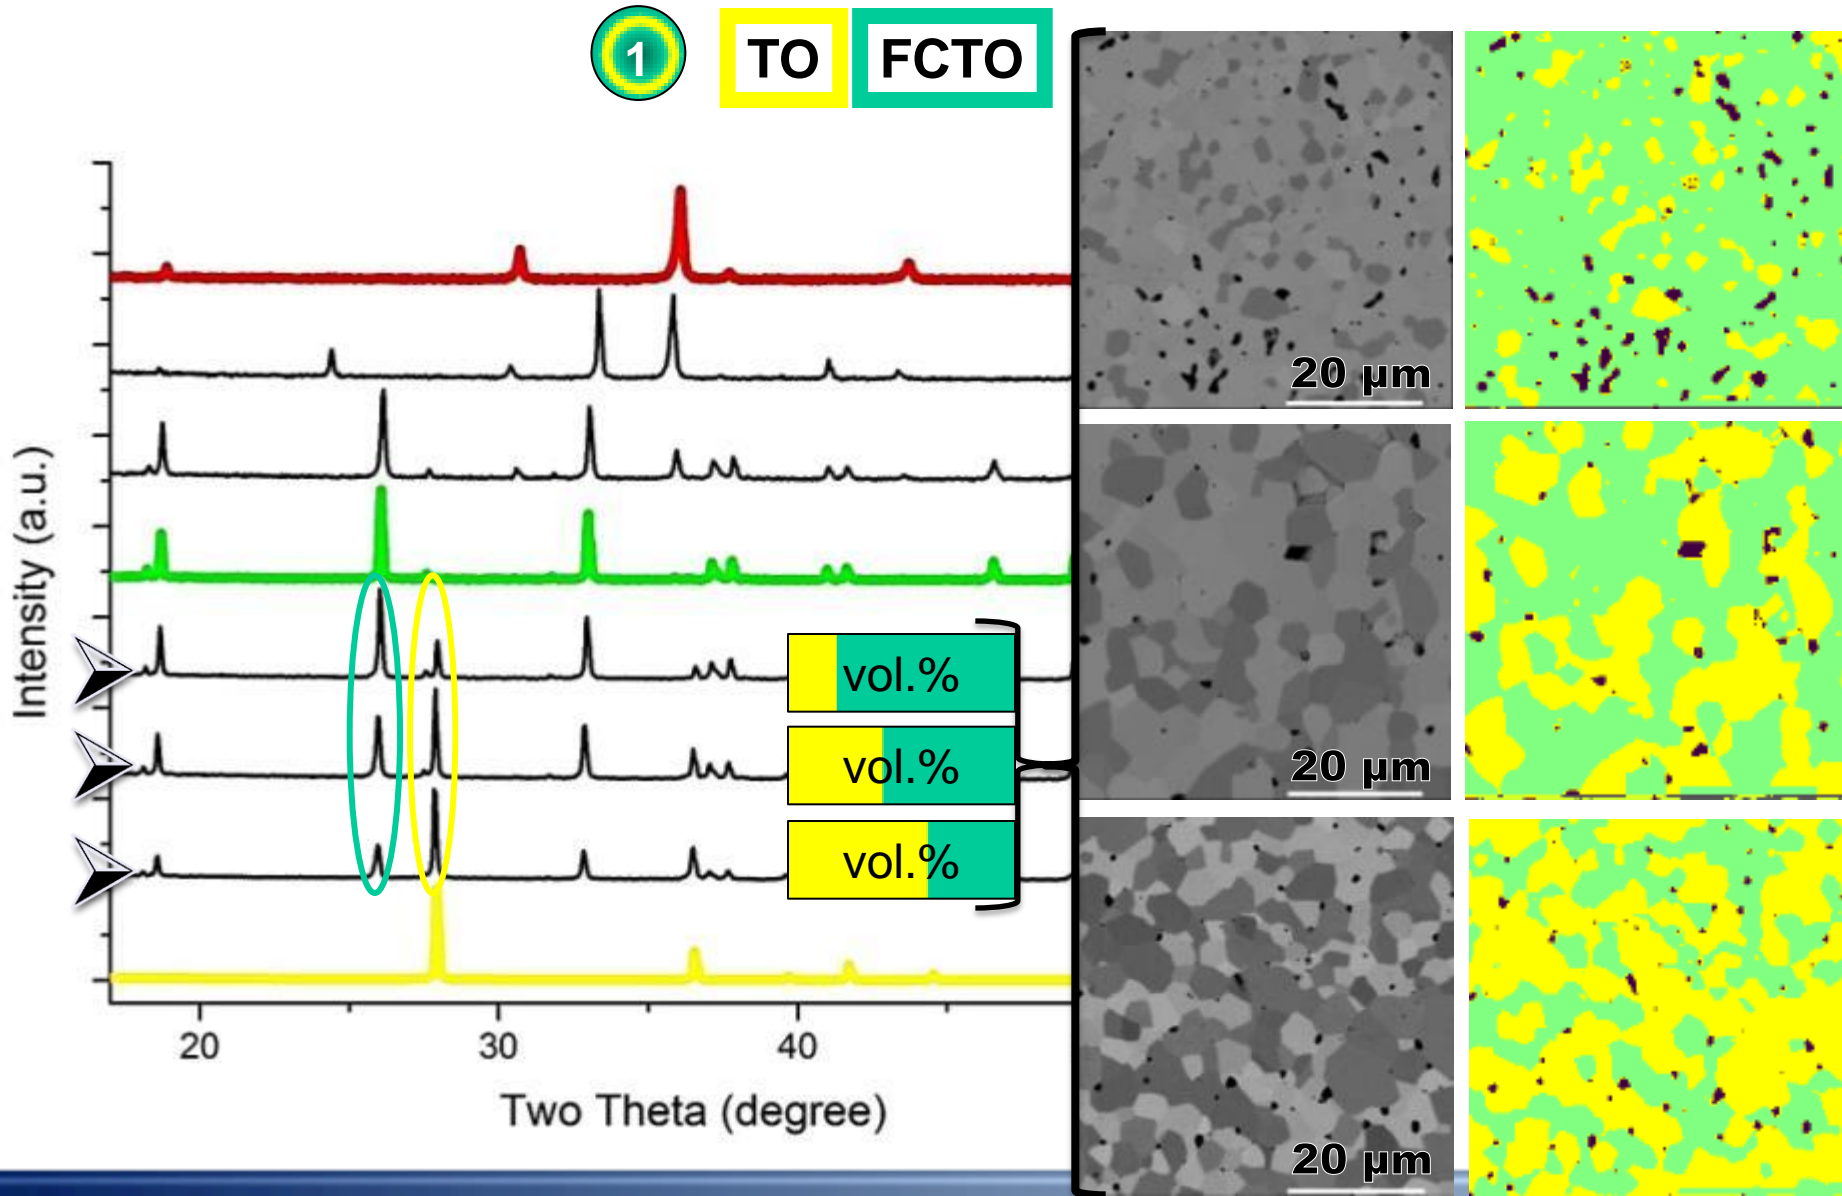 1
TO
FCTO
Intensity (a.u.)
vol.%
vol.%
vol.%
20
30
40
Two Theta (degree)
20 µm
20 µm
20 µm